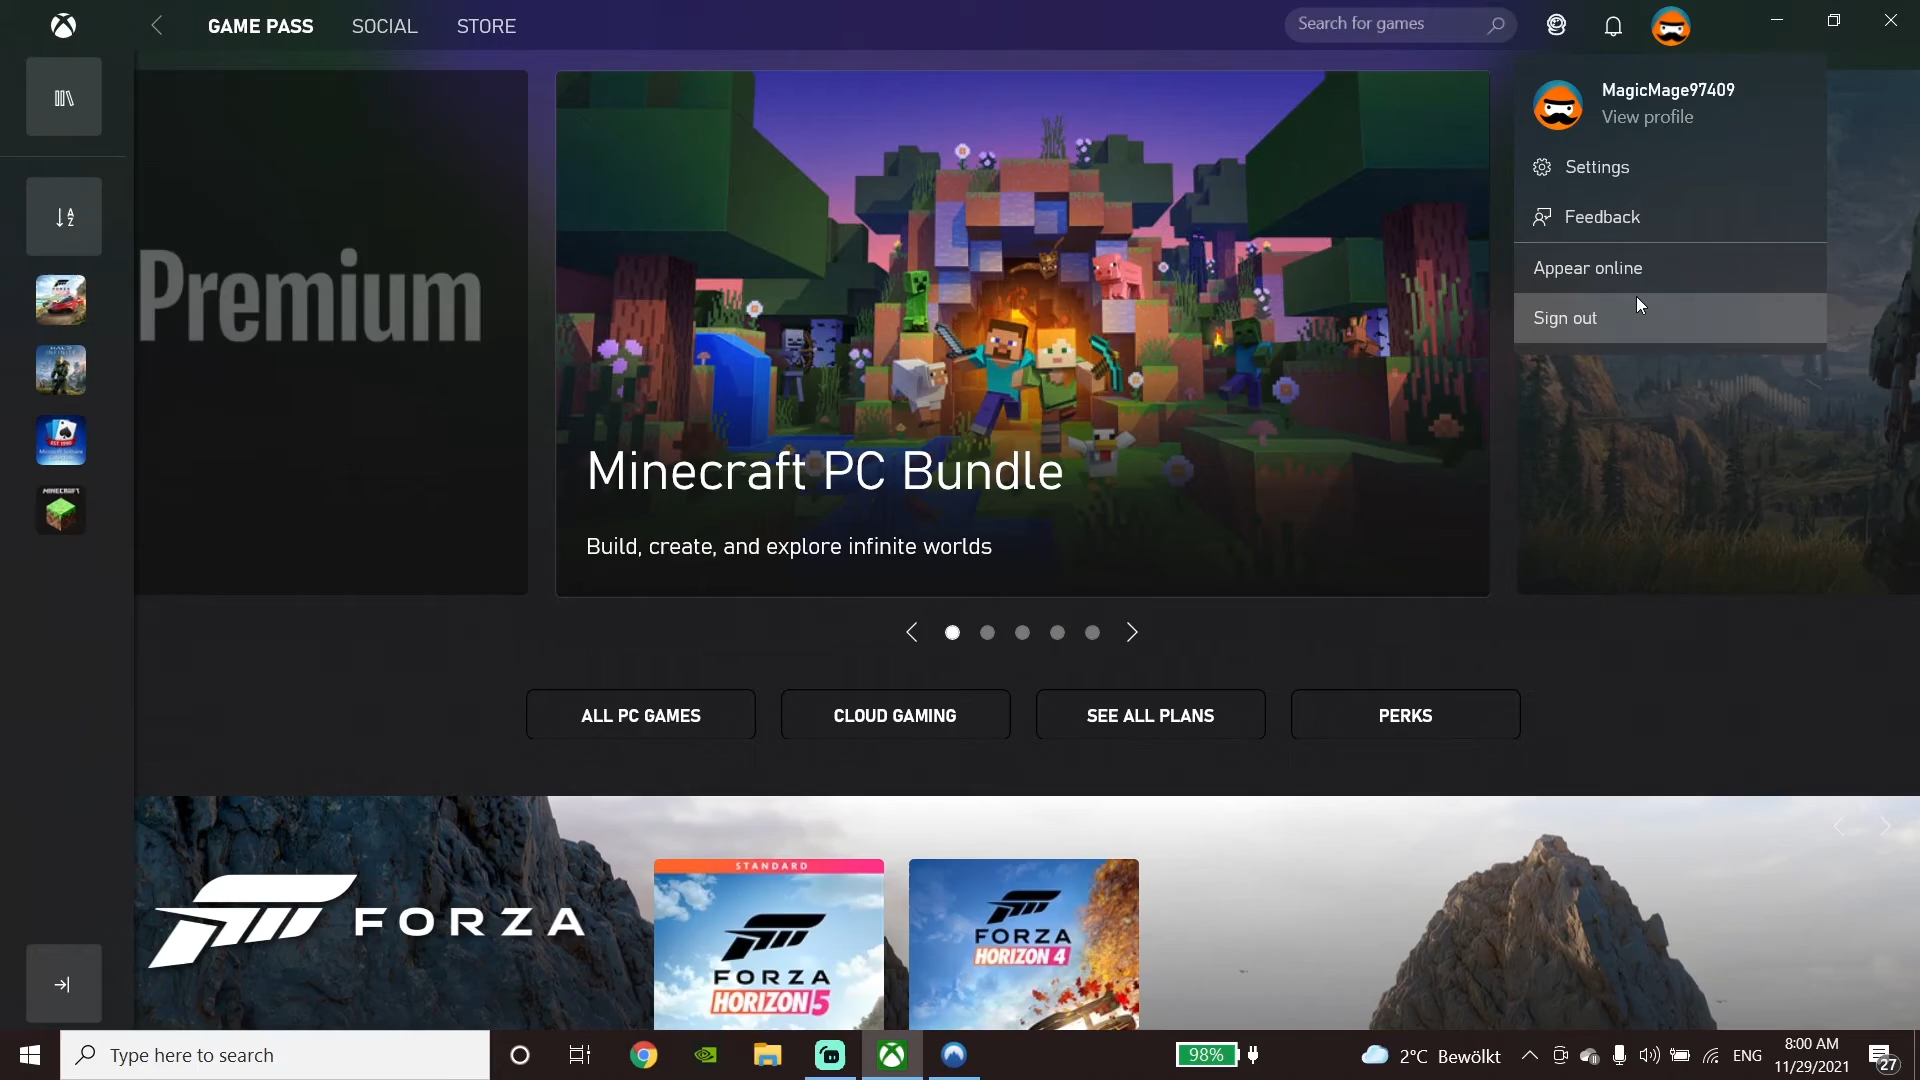 GAME PASS SOCIAL STORE
Search for games
MagicMage97409
View profile
Settings
Feedback
Appear online
Sign out
A
Z
Premium
Minecraft PC Bundle
Build, create, and explore infinite worlds
MINECRAFT
ALL PC GAMES CLOUD GAMING SEE ALL PLANS PERKS
FORZA
STANDARD
FORZA
HORIZON 5
FORZA
HORIZON 4
Type here to search
98%
2°C Bewölkt
ENG
8:00 AM
11/29/2021
27